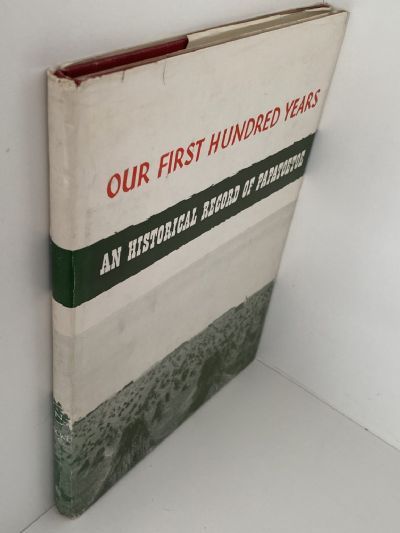 OUR FIRST HUNDRED YEARS
AN HISTORICAL RECORD OF PAPATOETOE